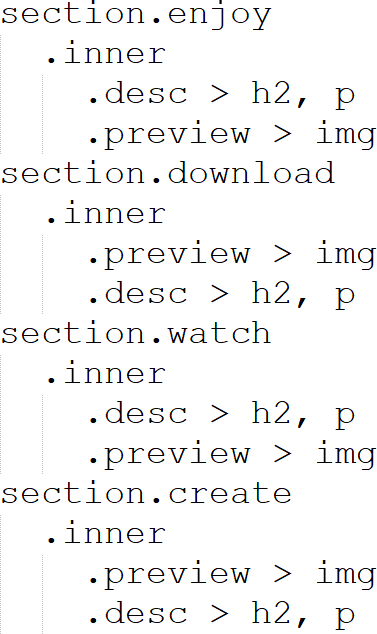 section.enjoy
  .inner
    .desc > h2, p
    .preview > img
section.download
  .inner
    .preview > img
    .desc > h2, p
section.watch
  .inner
    .desc > h2, p
    .preview > img
section.create
  .inner
    .preview > img
    .desc > h2, p